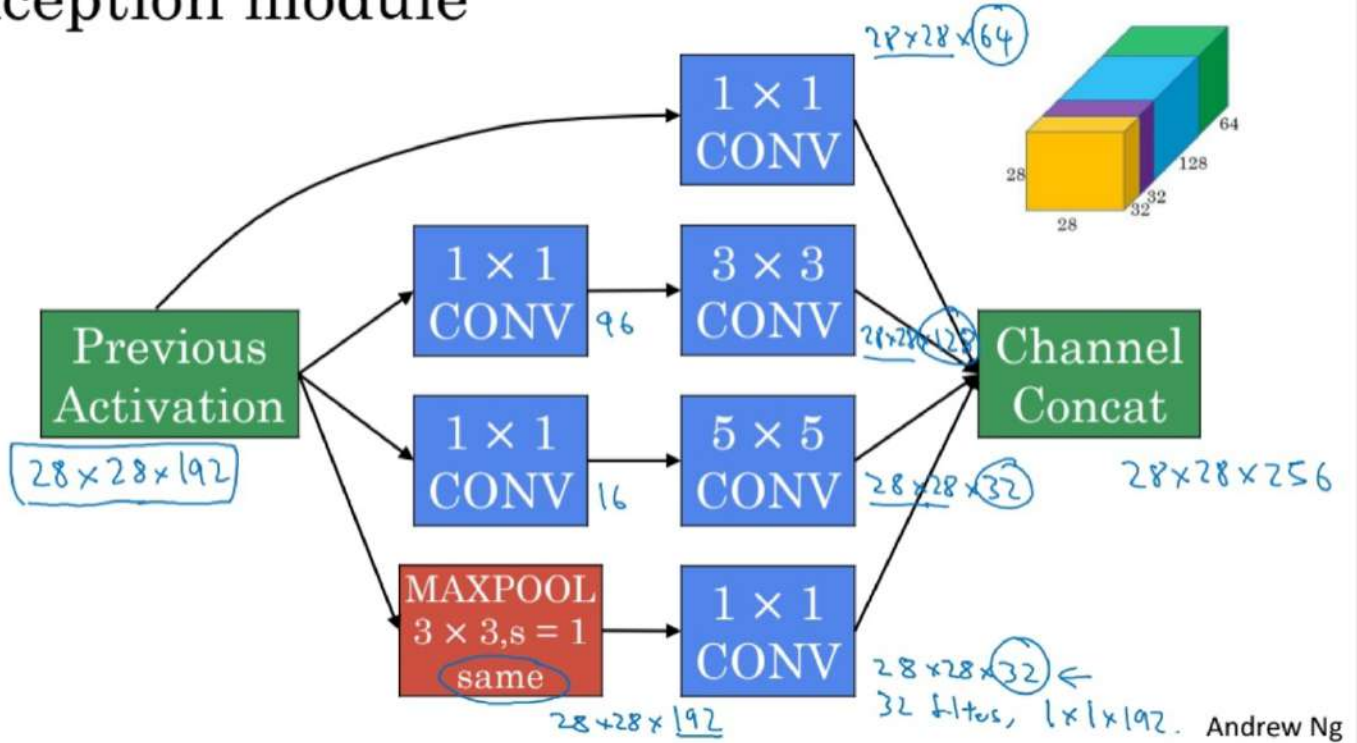 ception module
28×28×64
1 × 1
CONV
64
128
32
32
28
28
1 × 1
CONV
96
3 × 3
CONV
28×28×128
Previous
Activation
28×28×192
Channel
Concat
28×28×256
1 × 1
CONV
16
5 × 5
CONV
28×28×32
MAXPOOL
3 × 3,s = 1
same
28×28×192
1 × 1
CONV
28×28×32 ←
32 filters, 1×1×192.
Andrew Ng